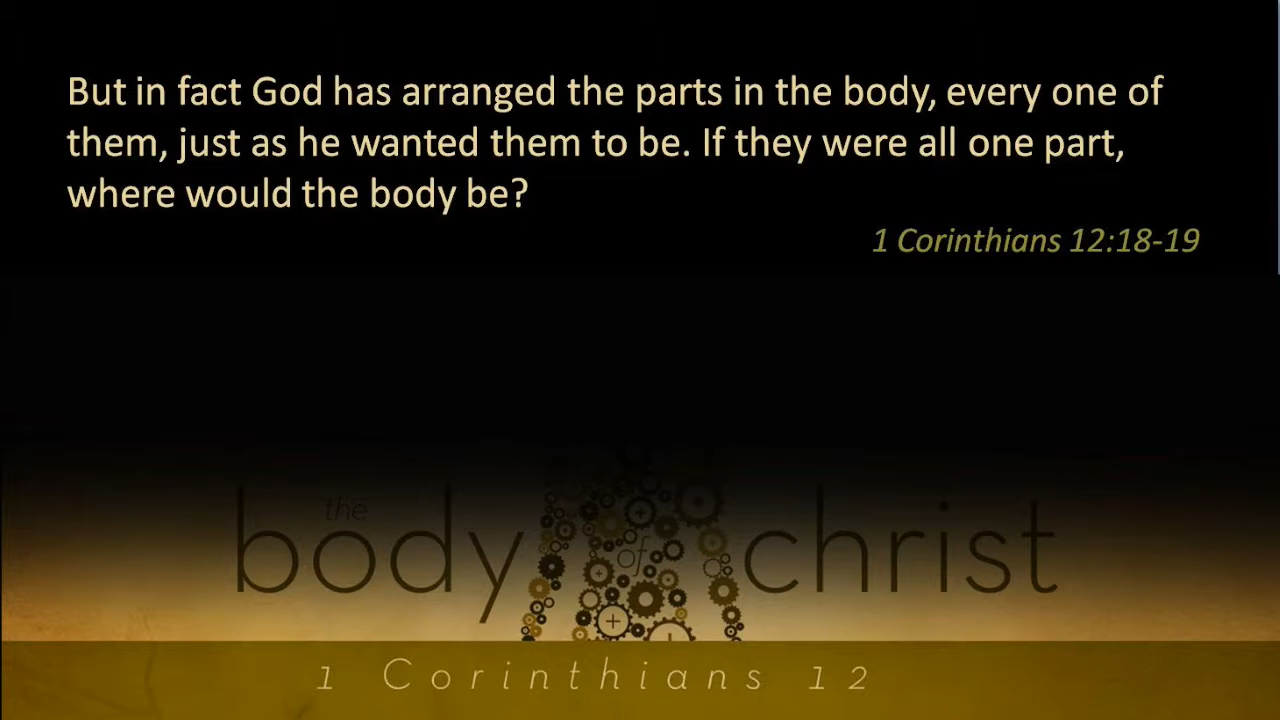 But in fact God has arranged the parts in the body, every one of
them, just as he wanted them to be. If they were all one part,
where would the body be?
1 Corinthians 12:18-19
the
body of christ
1 Corinthians 12